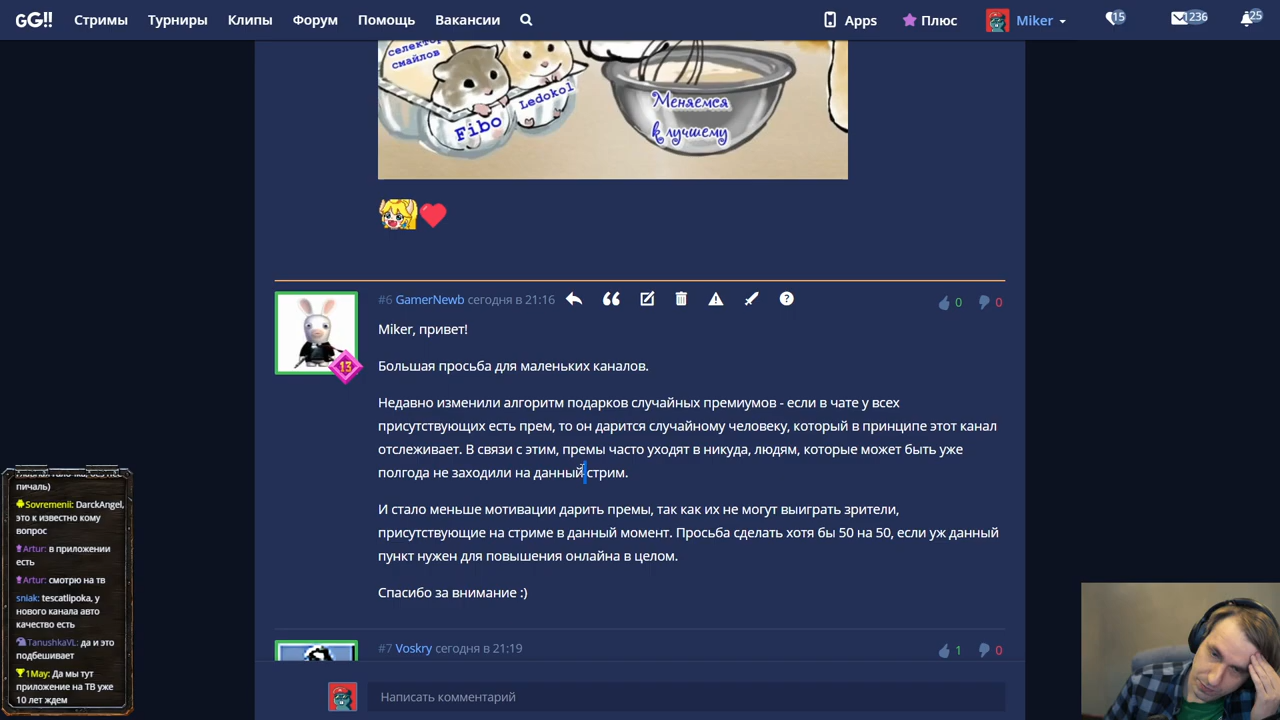 GG!! Стримы Турниры Клипы Форум Помощь Вакансии Apps Плюс Miker 15 1236 25
селектор
смайлов
Fibo
Ledokol
Меняемся
к лучшему
#6 GamerNewb сегодня в 21:16 0 0
13
Miker, привет!
Большая просьба для маленьких каналов.
Недавно изменили алгоритм подарков случайных премиумов - если в чате у всех
присутствующих есть прем, то он дарится случайному человеку, который в принципе этот канал
отслеживает. В связи с этим, премы часто уходят в никуда, людям, которые может быть уже
полгода не заходили на данный стрим.
И стало меньше мотивации дарить премы, так как их не могут выиграть зрители,
присутствующие на стриме в данный момент. Просьба сделать хотя бы 50 на 50, если уж данный
пункт нужен для повышения онлайна в целом.
Спасибо за внимание :)
#7 Voskry сегодня в 21:19 1 0
Написать комментарий
пичаль)
Sovremenii: DarckAngel,
это к известно кому
вопрос
Artur: в приложении
есть
Artur: смотрю на тв
sniak: tescatlipoka, у
нового канала авто
качество есть
TanushkaVL: да и это
подбешивает
1May: Да мы тут
приложение на ТВ уже
10 лет ждем